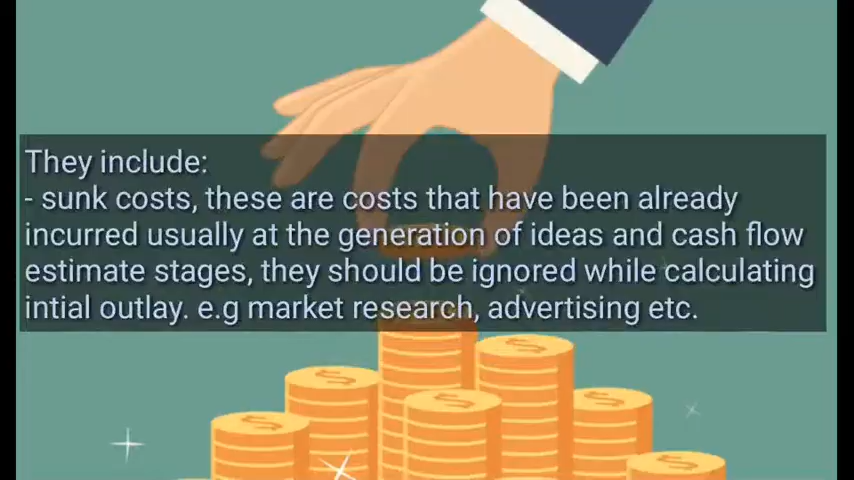 They include:
- sunk costs, these are costs that have been already
incurred usually at the generation of ideas and cash flow
estimate stages, they should be ignored while calculating
intial outlay. e.g market research, advertising etc.